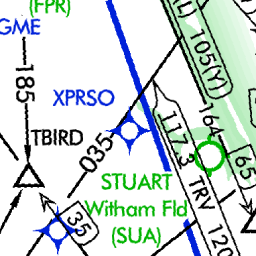 (FPR)
GME
105(Y)
185
XPRSO
164
117.3 TRV 120
TBIRD
035
65
STUART
Witham Fld
(SUA)
35